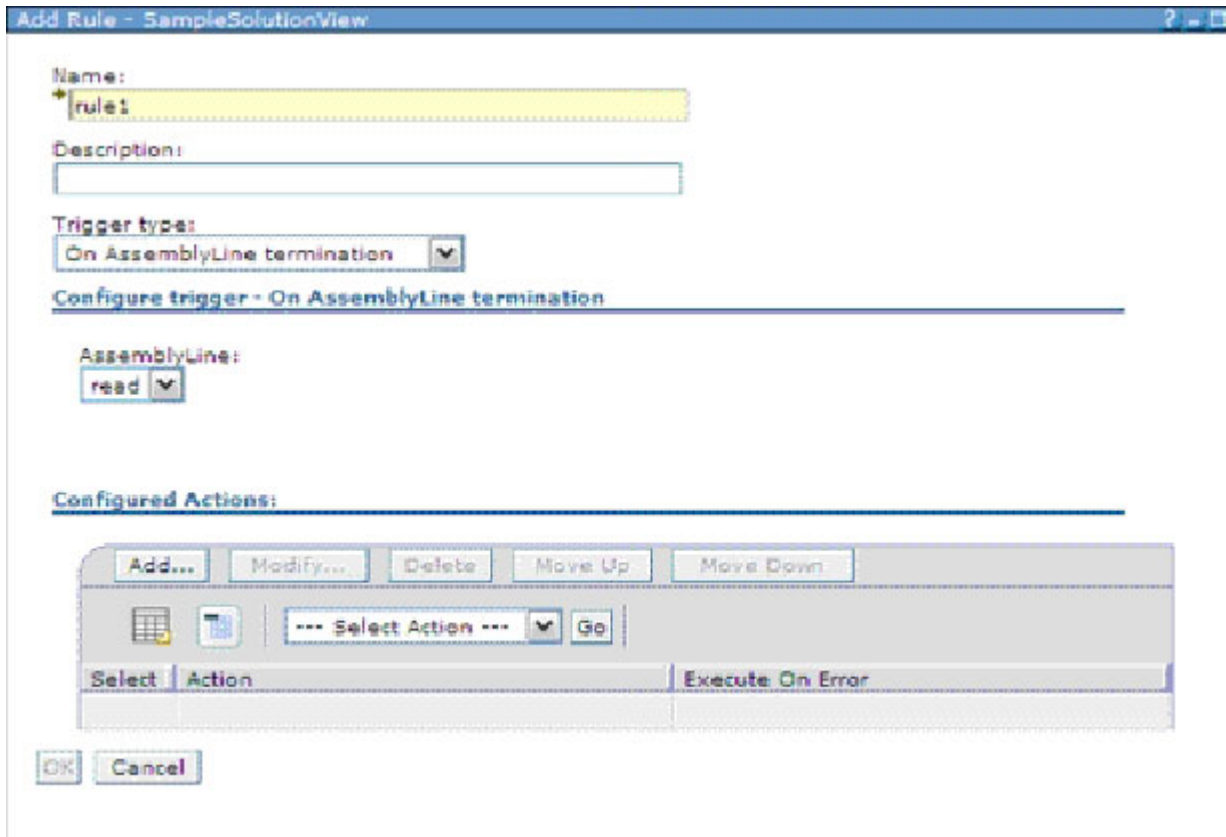 Add Rule - SampleSolutionView ? -
Name:
rule1
Description:
Trigger type:
On AssemblyLine termination
Configure trigger - On AssemblyLine termination
AssemblyLine:
read
Configured Actions:
Add... Modify... Delete Move Up Move Down
--- Select Action --- Go
Select Action Execute On Error
OK Cancel